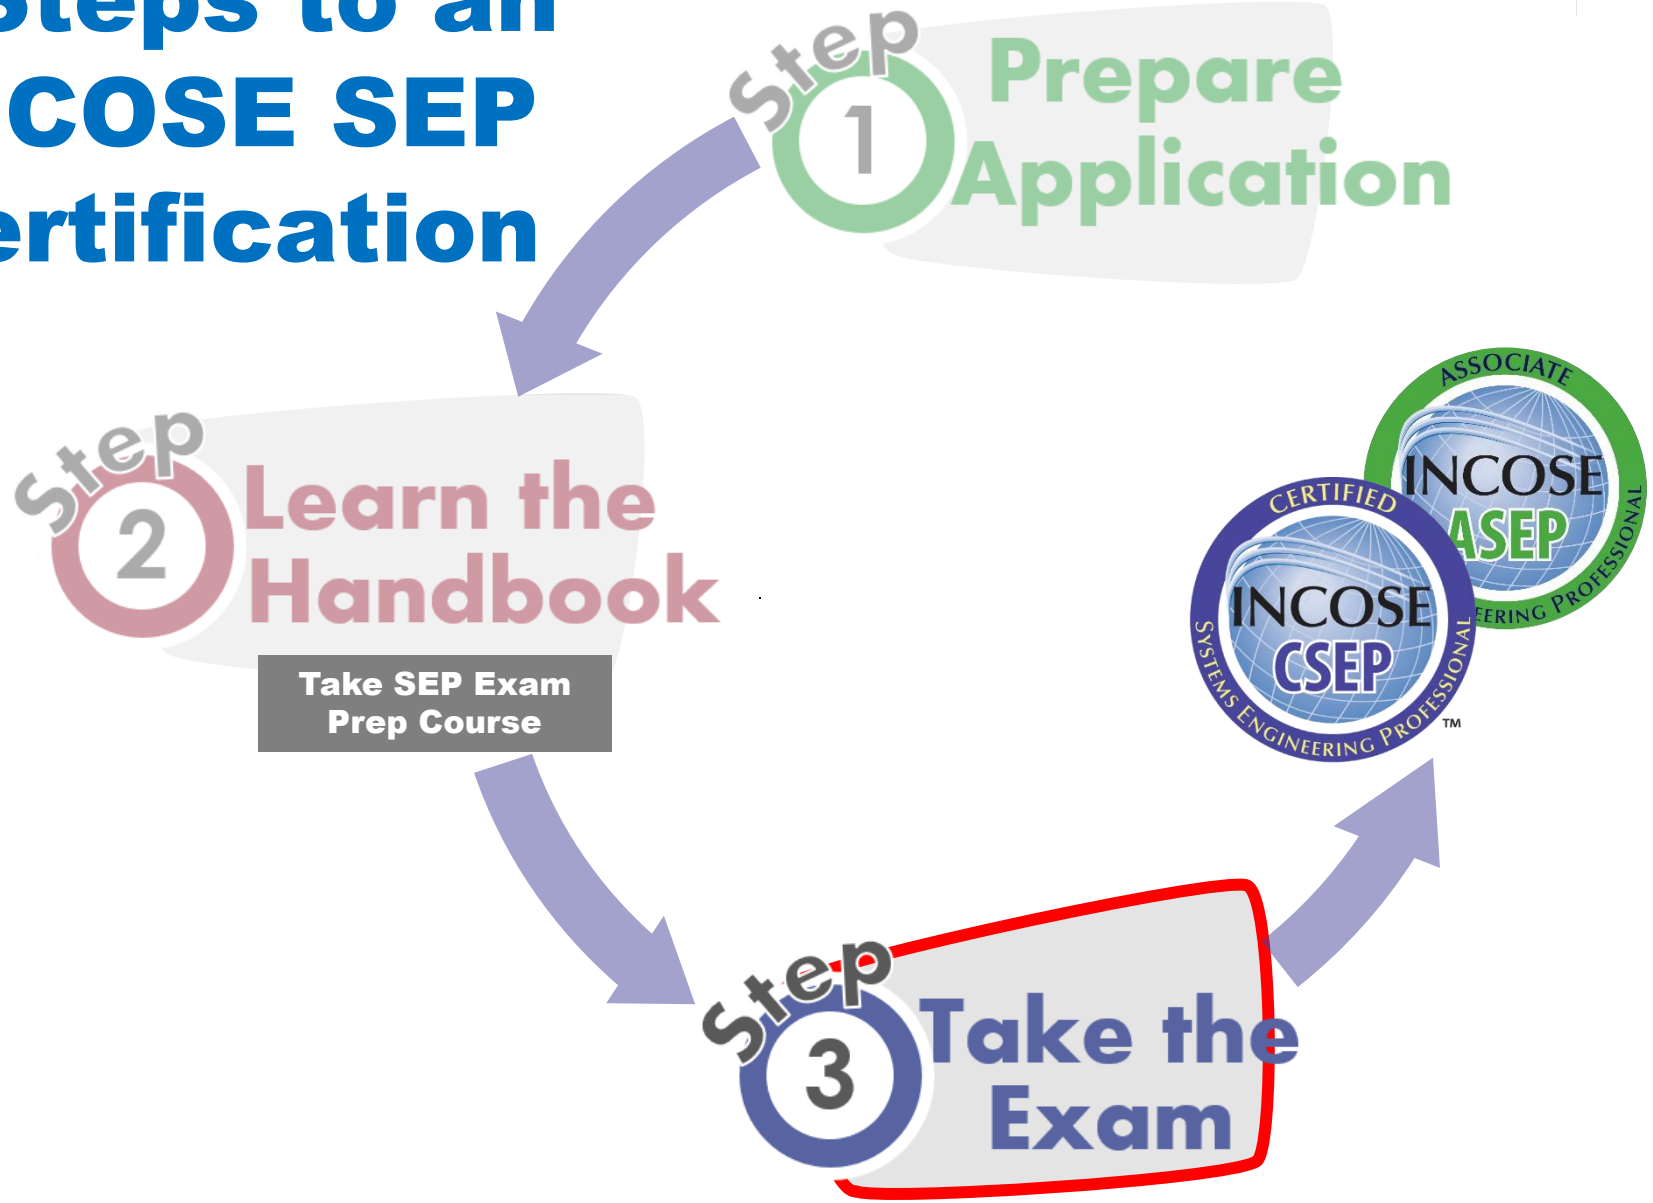 Steps to an
COSE SEP
ertification
Step
1
Prepare
Application
Step
2
Learn the
Handbook
Take SEP Exam
Prep Course
ASSOCIATE
INCOSE
ASEP
EERING PROFESSIONAL
CERTIFIED
INCOSE
CSEP
SYSTEMS ENGINEERING PROFESSIONAL
TM
Step
3
Take the
Exam